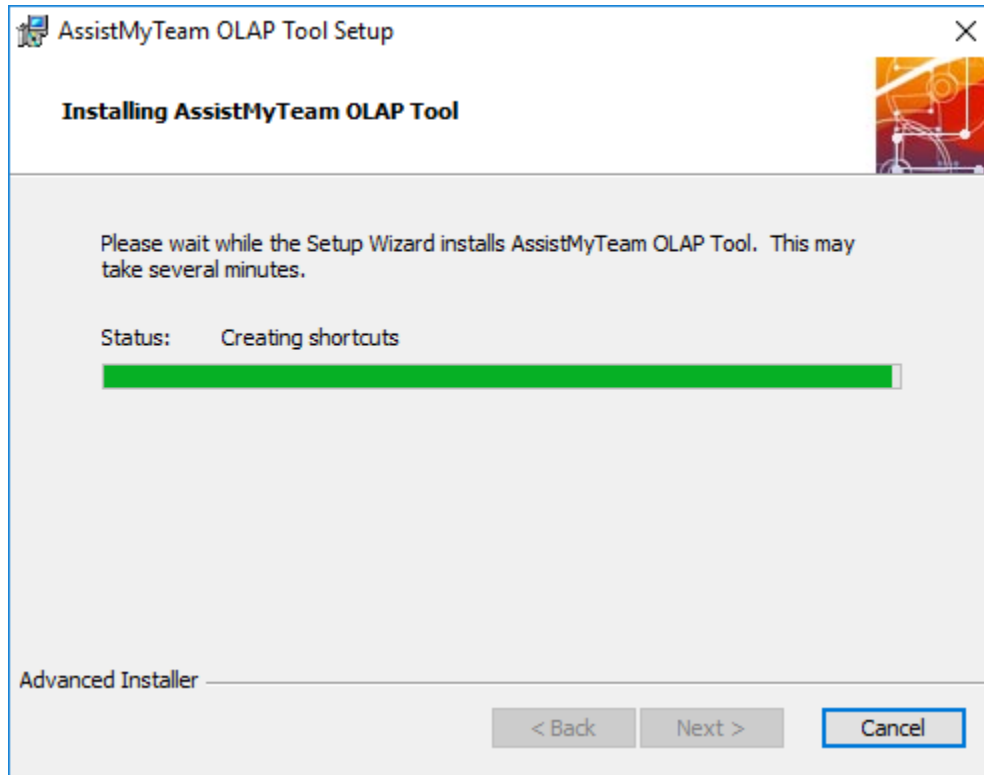 AssistMyTeam OLAP Tool Setup
Installing AssistMyTeam OLAP Tool
Please wait while the Setup Wizard installs AssistMyTeam OLAP Tool. This may
take several minutes.
Status: Creating shortcuts
Advanced Installer
< Back Next > Cancel